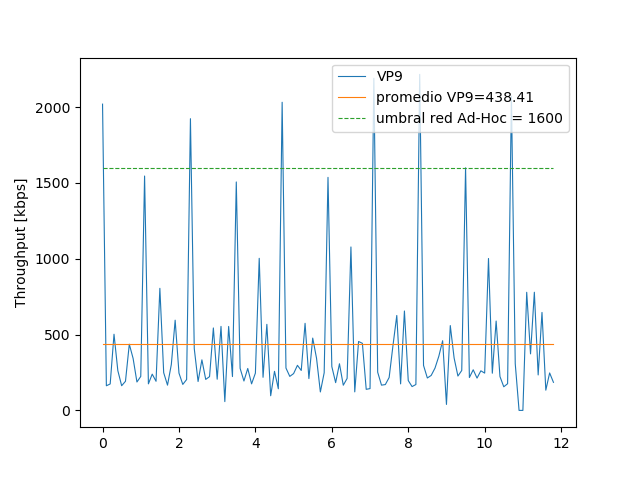 VP9
promedio VP9=438.41
umbral red Ad-Hoc = 1600
Throughput [kbps]
2000
1500
1000
500
0
0 2 4 6 8 10 12